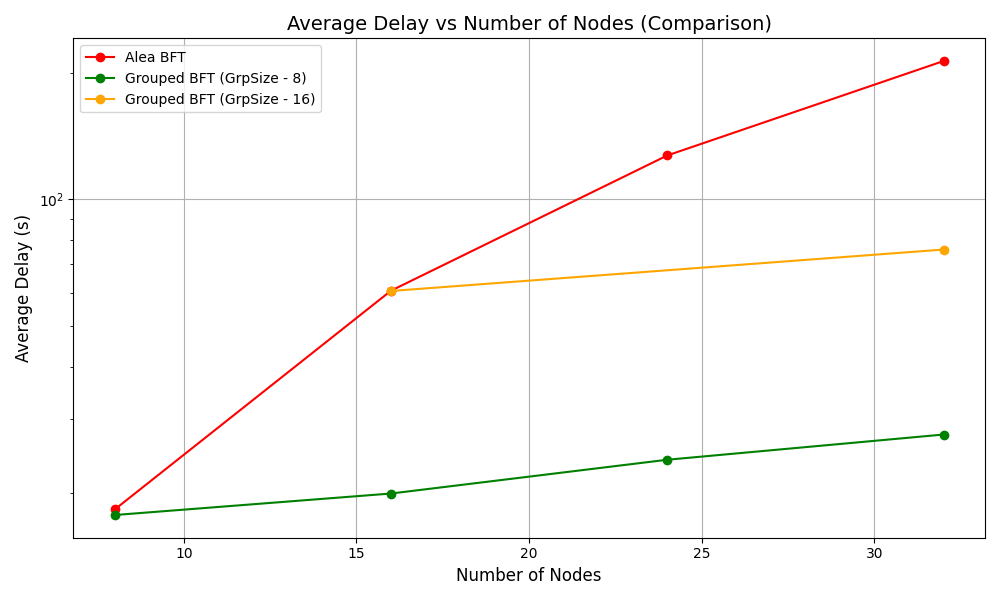 Average Delay vs Number of Nodes (Comparison)
Alea BFT
Grouped BFT (GrpSize - 8)
Grouped BFT (GrpSize - 16)
10²
Average Delay (s)
10 15 20 25 30
Number of Nodes